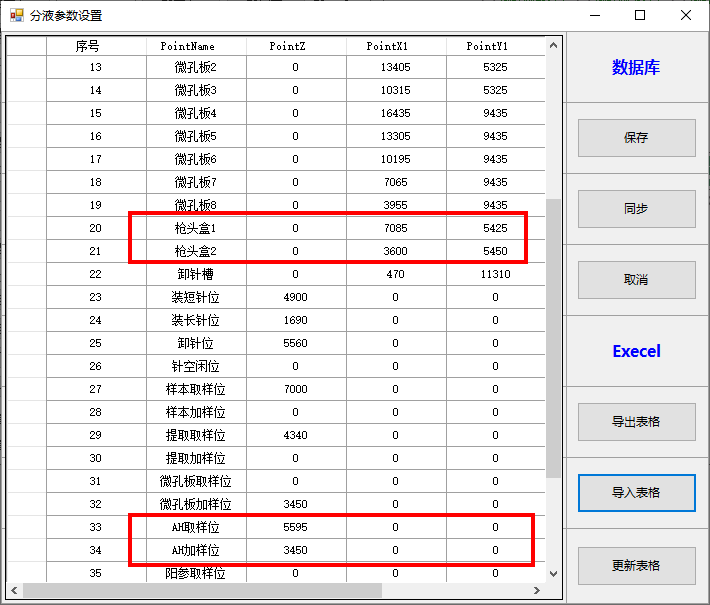 分液参数设置
序号 PointName PointZ PointX1 PointY1
13 微孔板2 0 13405 5325
14 微孔板3 0 10315 5325
15 微孔板4 0 16435 9435
16 微孔板5 0 13305 9435
17 微孔板6 0 10195 9435
18 微孔板7 0 7065 9435
19 微孔板8 0 3955 9435
20 枪头盒1 0 7085 5425
21 枪头盒2 0 3600 5450
22 卸针槽 0 470 11310
23 装短针位 4900 0 0
24 装长针位 1690 0 0
25 卸针位 5560 0 0
26 针空闲位 0 0 0
27 样本取样位 7000 0 0
28 样本加样位 0 0 0
29 提取取样位 4340 0 0
30 提取加样位 0 0 0
31 微孔板取样位 0 0 0
32 微孔板加样位 3450 0 0
33 AH取样位 5595 0 0
34 AH加样位 3450 0 0
35 阳参取样位 0 0 0
数据库
保存
同步
取消
Execel
导出表格
导入表格
更新表格